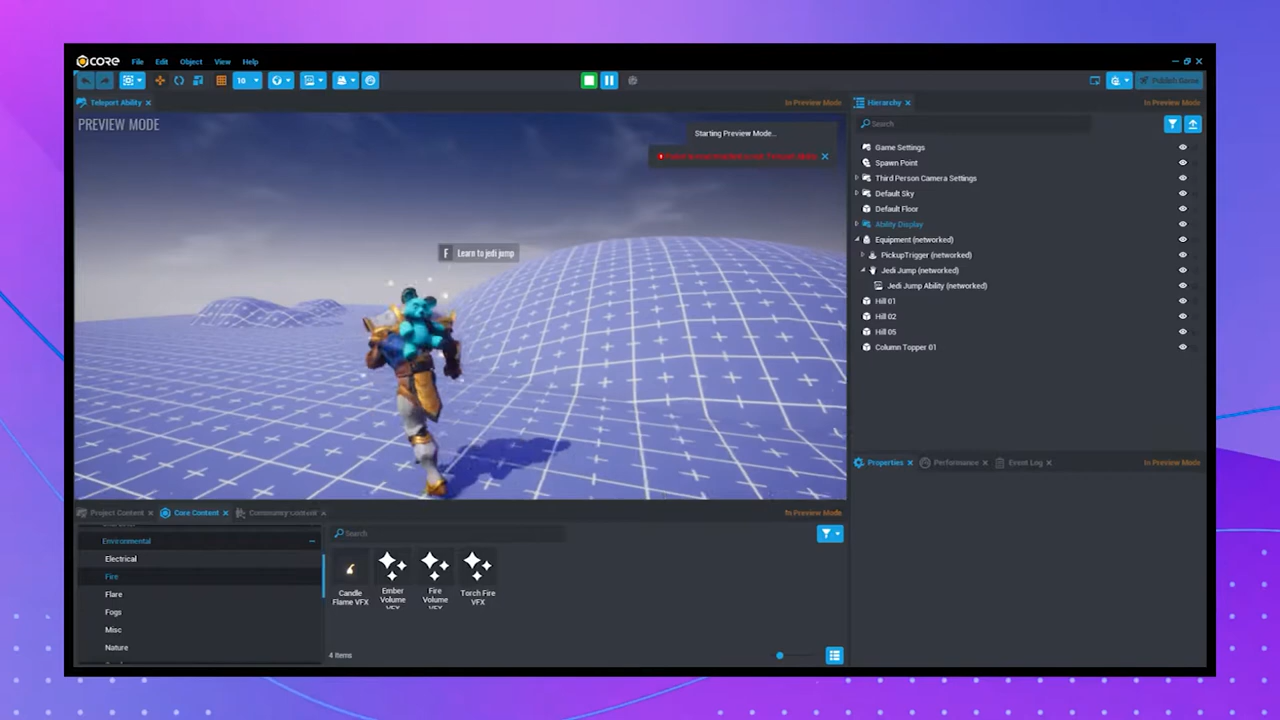 CORE File Edit Object View Help
10 Publish Game
Teleport Ability In Preview Mode
PREVIEW MODE
Starting Preview Mode...
F Learn to jedi jump
Hierarchy In Preview Mode
Search
Game Settings
Spawn Point
Third Person Camera Settings
Default Sky
Default Floor
Ability Display
Equipment (networked)
PickupTrigger (networked)
Jedi Jump (networked)
Jedi Jump Ability (networked)
Hill 01
Hill 02
Hill 05
Column Topper 01
Properties Performance Event Log In Preview Mode
Project Content Core Content Community Content In Preview Mode
Environmental
Electrical
Fire
Flare
Fogs
Misc
Nature
Search
Candle Flame VFX
Ember Volume VFX
Fire Volume VFX
Torch Fire VFX
4 Items